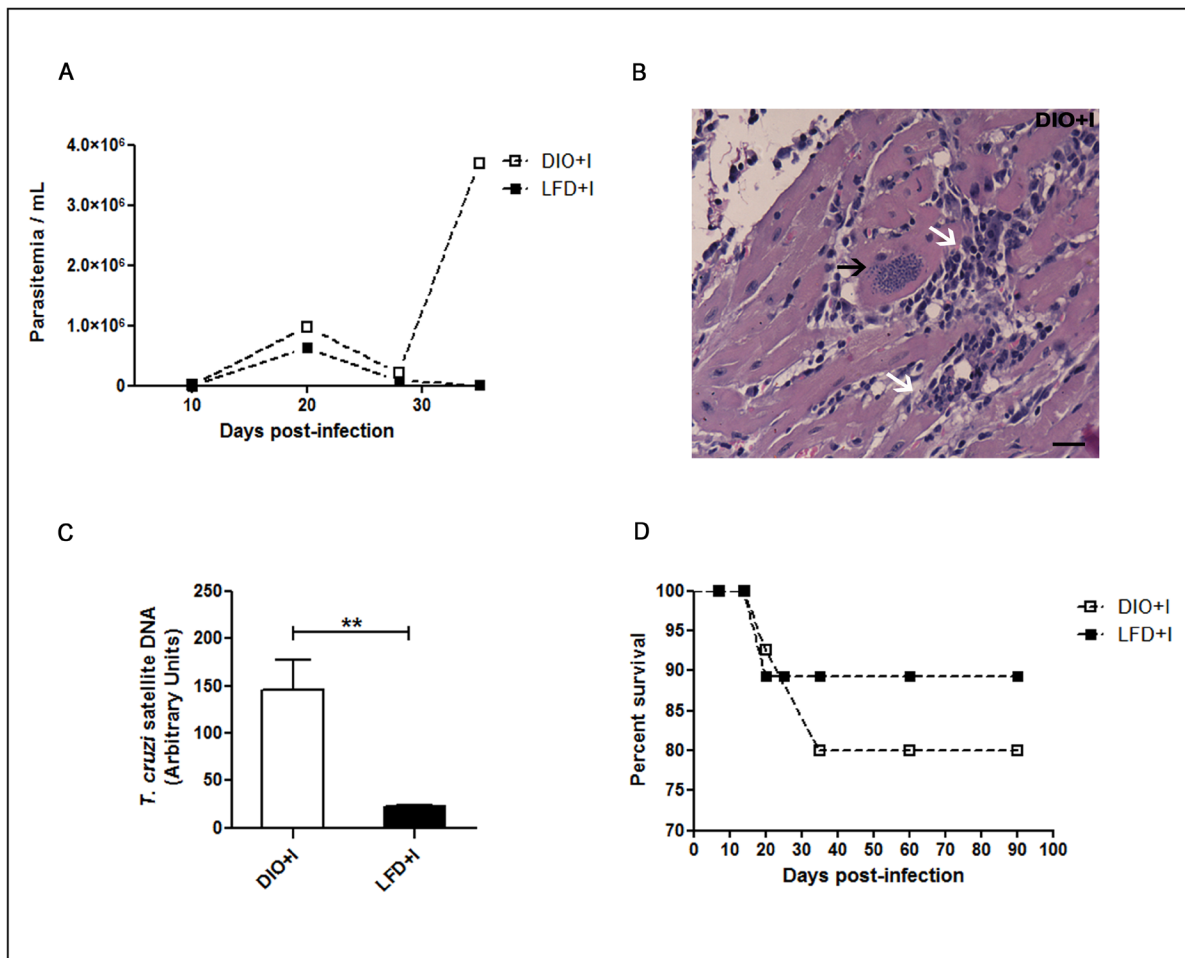 A
4.0×10⁶
3.0×10⁶
2.0×10⁶
1.0×10⁶
0
Parasitemia / mL
10
20
30
Days post-infection
DIO+I
LFD+I
B
DIO+I
C
250
200
150
100
50
0
T. cruzi satellite DNA
(Arbitrary Units)
**
DIO+I
LFD+I
D
100
95
90
85
80
75
70
Percent survival
0 10 20 30 40 50 60 70 80 90 100
Days post-infection
DIO+I
LFD+I